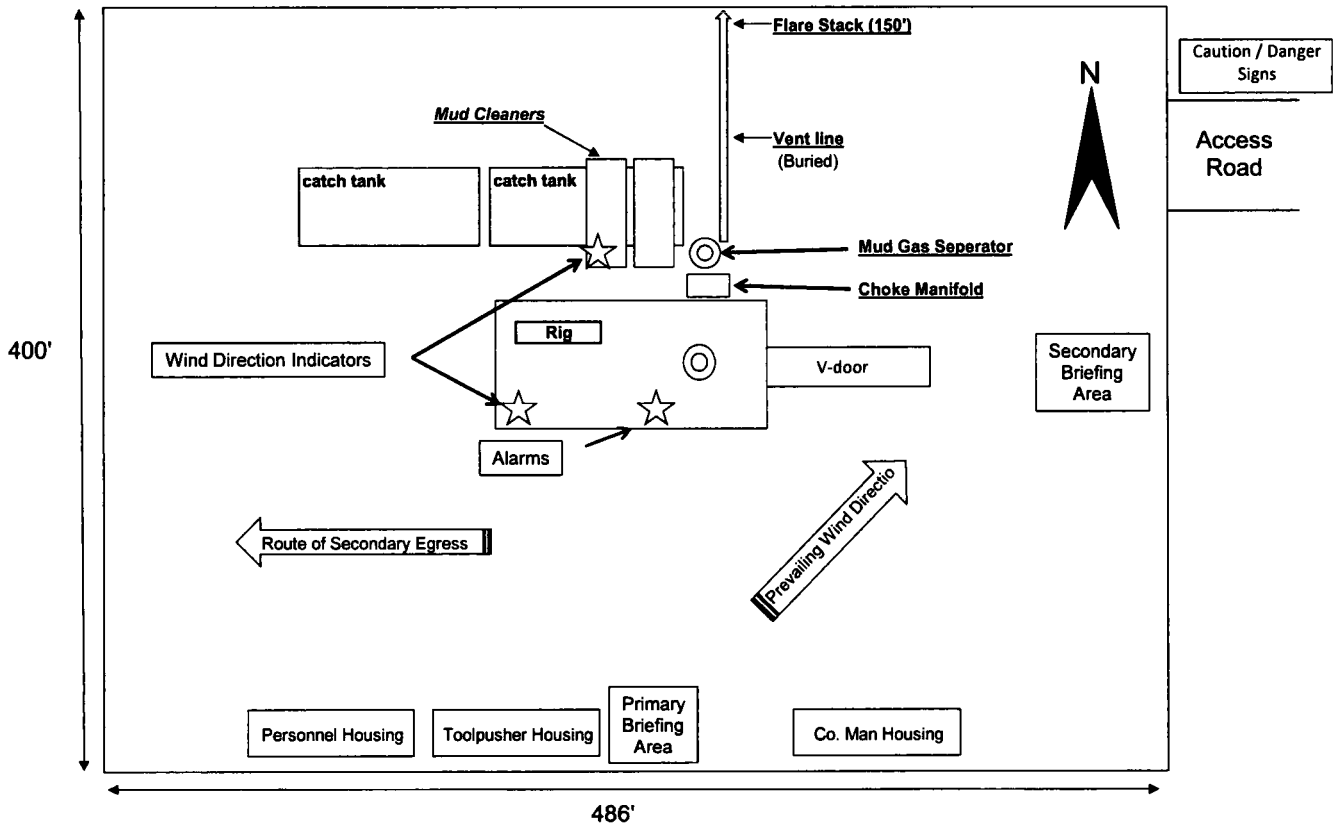 Flare Stack (150')
Caution / Danger
Signs
N
Mud Cleaners
Vent line
(Buried)
Access
Road
catch tank
catch tank
Mud Gas Seperator
Choke Manifold
Rig
400'
Wind Direction Indicators
V-door
Secondary
Briefing
Area
Alarms
Prevailing Wind Directio
Route of Secondary Egress
Primary
Briefing
Area
Personnel Housing
Toolpusher Housing
Co. Man Housing
486'